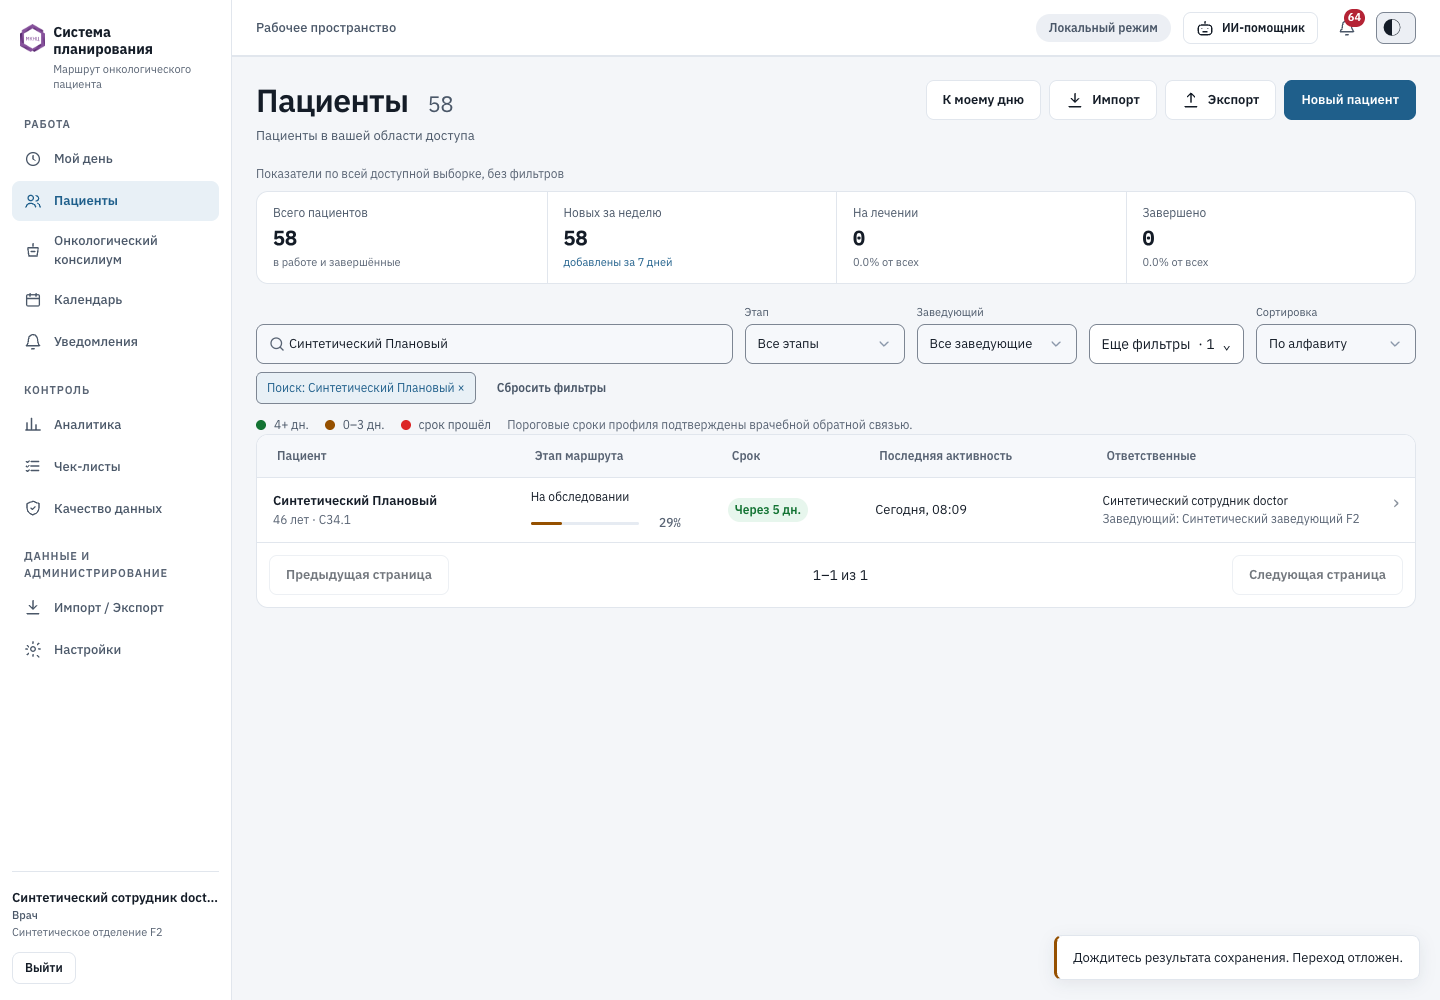 Система
планирования
Маршрут онкологического
пациента
РАБОТА
Мой день
Пациенты
Онкологический
консилиум
Календарь
Уведомления
КОНТРОЛЬ
Аналитика
Чек-листы
Качество данных
ДАННЫЕ И
АДМИНИСТРИРОВАНИЕ
Импорт / Экспорт
Настройки
Синтетический сотрудник doct...
Врач
Синтетическое отделение F2
Выйти
Рабочее пространство
Локальный режим
ИИ-помощник
64
Пациенты 58
Пациенты в вашей области доступа
К моему дню
Импорт
Экспорт
Новый пациент
Показатели по всей доступной выборке, без фильтров
Всего пациентов
58
в работе и завершённые
Новых за неделю
58
добавлены за 7 дней
На лечении
0
0.0% от всех
Завершено
0
0.0% от всех
Синтетический Плановый
Этап
Все этапы
Заведующий
Все заведующие
Еще фильтры · 1
Сортировка
По алфавиту
Поиск: Синтетический Плановый ×
Сбросить фильтры
4+ дн. 0–3 дн. срок прошёл Пороговые сроки профиля подтверждены врачебной обратной связью.
Пациент Этап маршрута Срок Последняя активность Ответственные
Синтетический Плановый
46 лет · C34.1
На обследовании
29%
Через 5 дн.
Сегодня, 08:09
Синтетический сотрудник doctor
Заведующий: Синтетический заведующий F2
Предыдущая страница
1–1 из 1
Следующая страница
Дождитесь результата сохранения. Переход отложен.